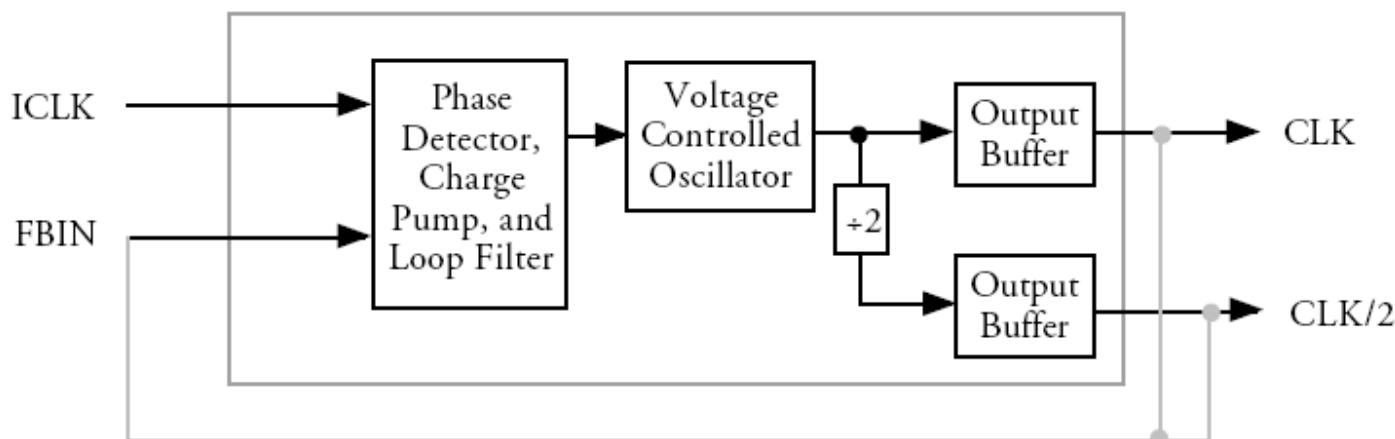 ICLK
FBIN
Phase
Detector,
Charge
Pump, and
Loop Filter
Voltage
Controlled
Oscillator
÷2
Output
Buffer
Output
Buffer
CLK
CLK/2